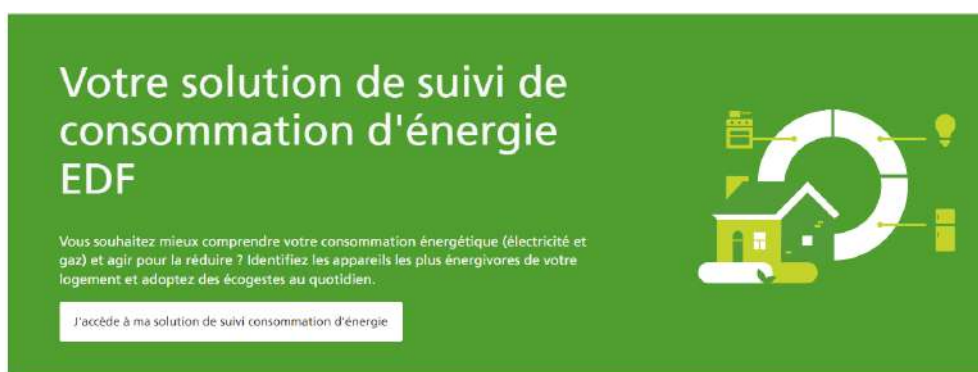 Votre solution de suivi de
consommation d'énergie
EDF
Vous souhaitez mieux comprendre votre consommation énergétique (électricité et
gaz) et agir pour la réduire ? Identifiez les appareils les plus énergivores de votre
logement et adoptez des écogestes au quotidien.
J'accède à ma solution de suivi consommation d'énergie